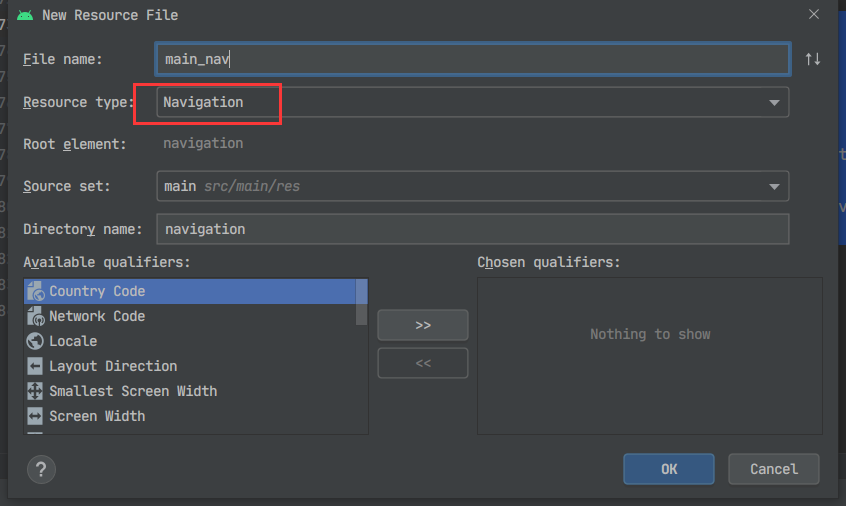 New Resource File
File name: main_nav
Resource type: Navigation
Root element: navigation
Source set: main src/main/res
Directory name: navigation
Available qualifiers: Chosen qualifiers:
Country Code
Network Code
>>
Locale
Nothing to show
Layout Direction
<<
Smallest Screen Width
Screen Width
? OK Cancel